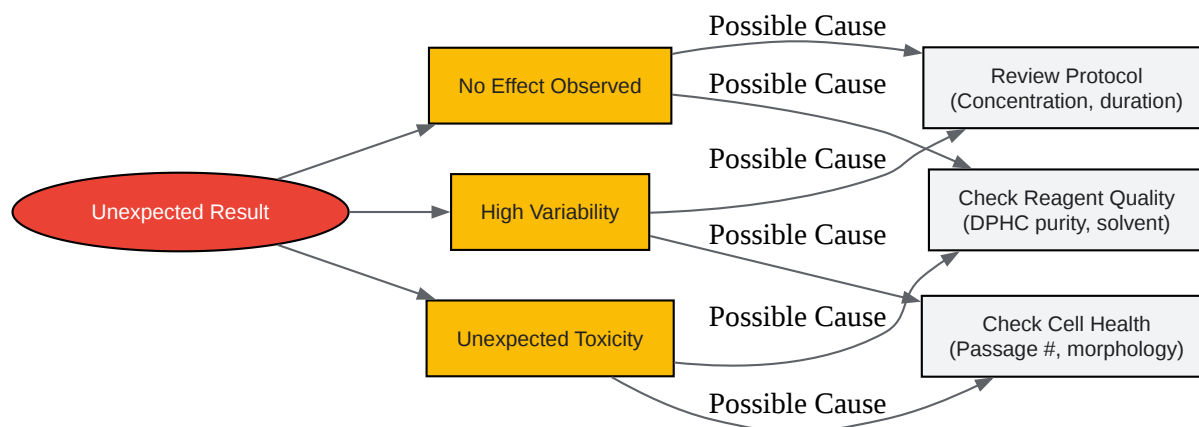 Possible Cause
No Effect Observed
Review Protocol
(Concentration, duration)
Possible Cause
Possible Cause
Unexpected Result
High Variability
Check Reagent Quality
(DPHC purity, solvent)
Possible Cause
Possible Cause
Unexpected Toxicity
Check Cell Health
(Passage #, morphology)
Possible Cause